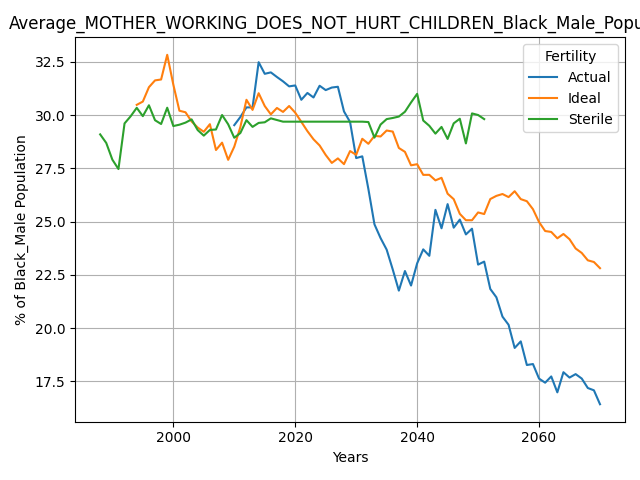 Average_MOTHER_WORKING_DOES_NOT_HURT_CHILDREN_Black_Male_Popu
Fertility
Actual
Ideal
Sterile
% of Black_Male Population
32.5
30.0
27.5
25.0
22.5
20.0
17.5
2000
2020
2040
2060
Years